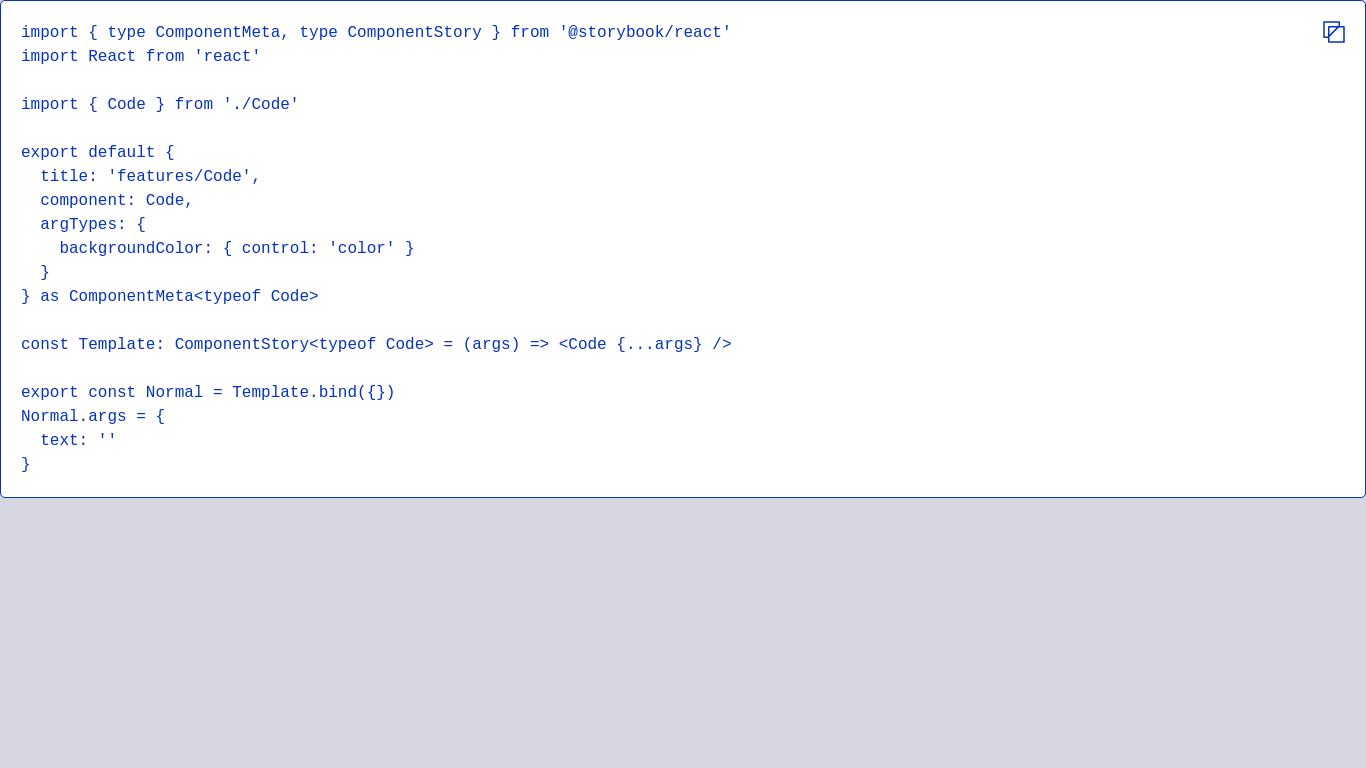 import { type ComponentMeta, type ComponentStory } from '@storybook/react'
import React from 'react'

import { Code } from './Code'

export default {
  title: 'features/Code',
  component: Code,
  argTypes: {
    backgroundColor: { control: 'color' }
  }
} as ComponentMeta<typeof Code>

const Template: ComponentStory<typeof Code> = (args) => <Code {...args} />

export const Normal = Template.bind({})
Normal.args = {
  text: ''
}